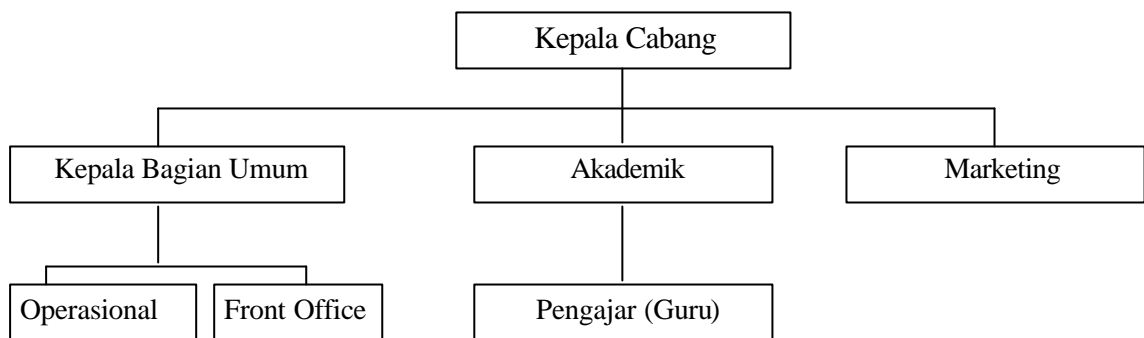 Kepala Cabang
Kepala Bagian Umum
Akademik
Marketing
Operasional
Front Office
Pengajar (Guru)